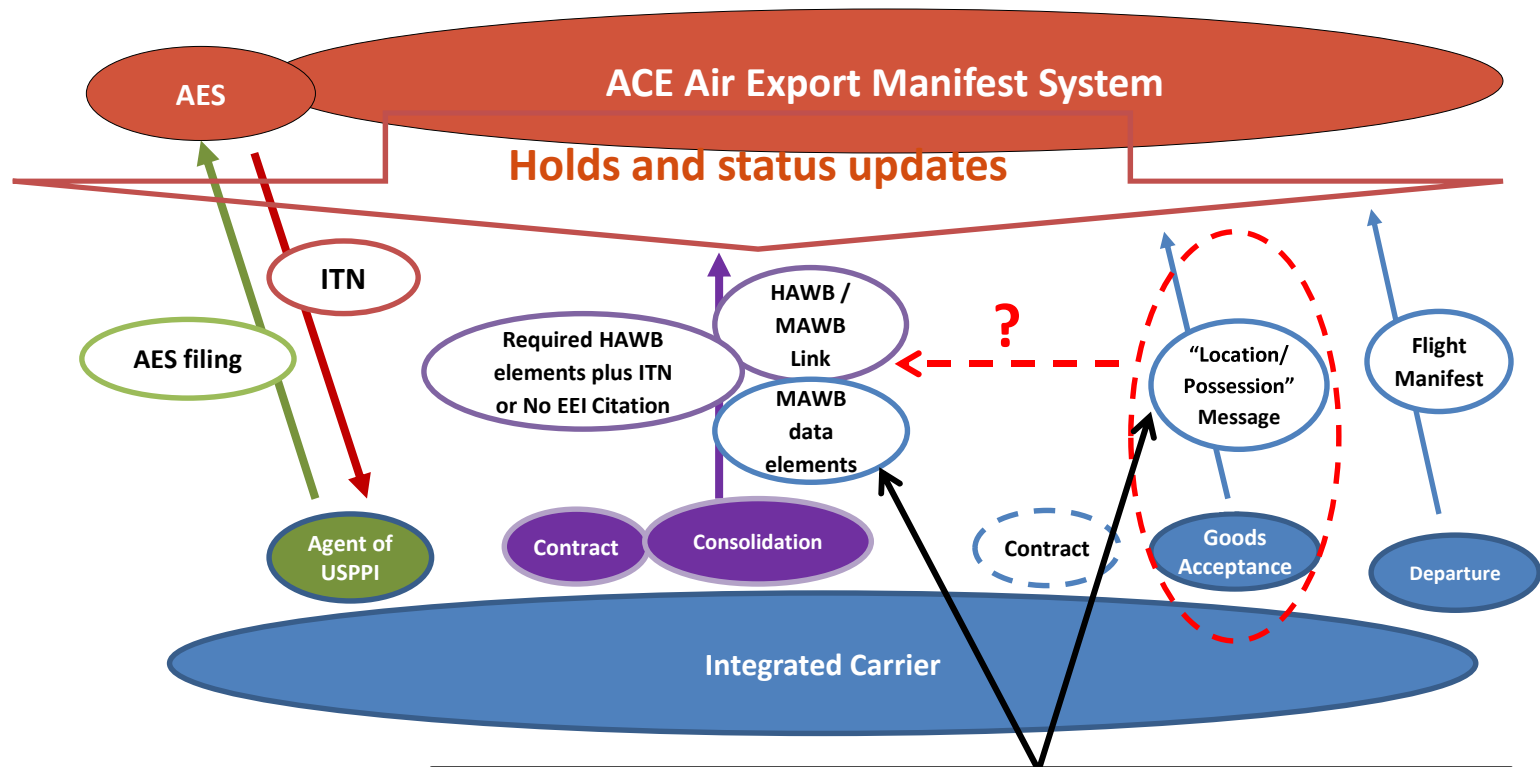 AES
ACE Air Export Manifest System
Holds and status updates
ITN
AES filing
Required HAWB
elements plus ITN
or No EEI Citation
HAWB /
MAWB
Link
MAWB
data
elements
?
“Location/
Possession”
Message
Flight
Manifest
Agent of
USPPI
Contract
Consolidation
Contract
Goods
Acceptance
Departure
Integrated Carrier